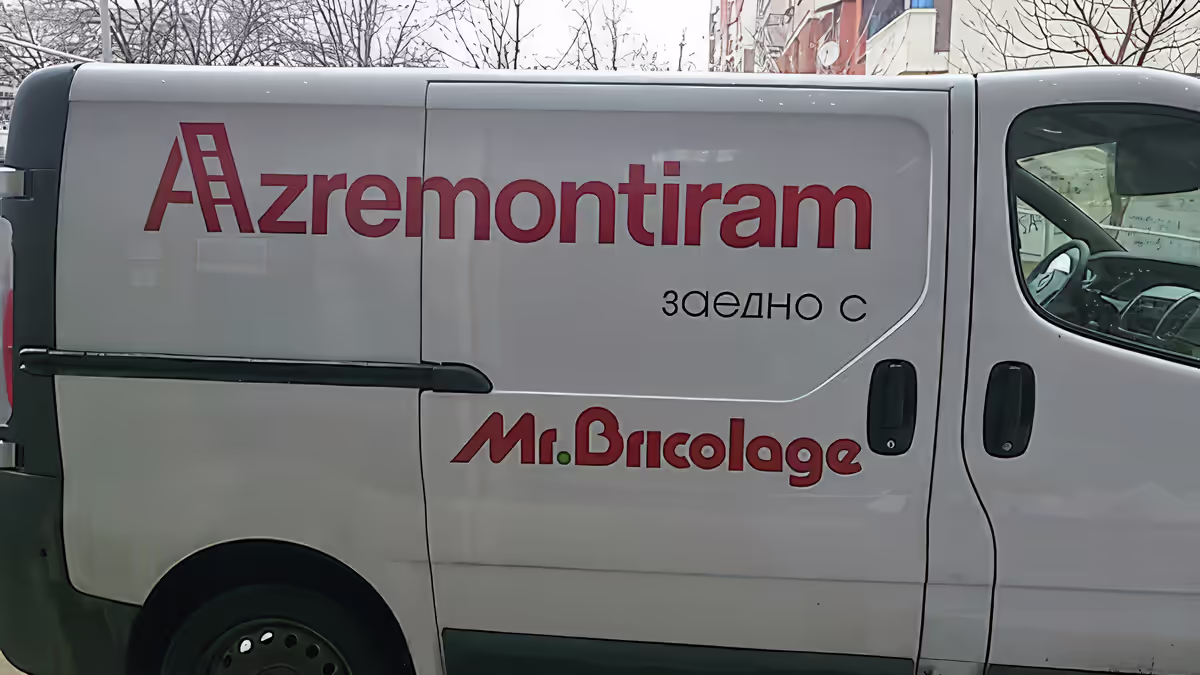 Azremontiram
заедно с
Mr.Bricolage